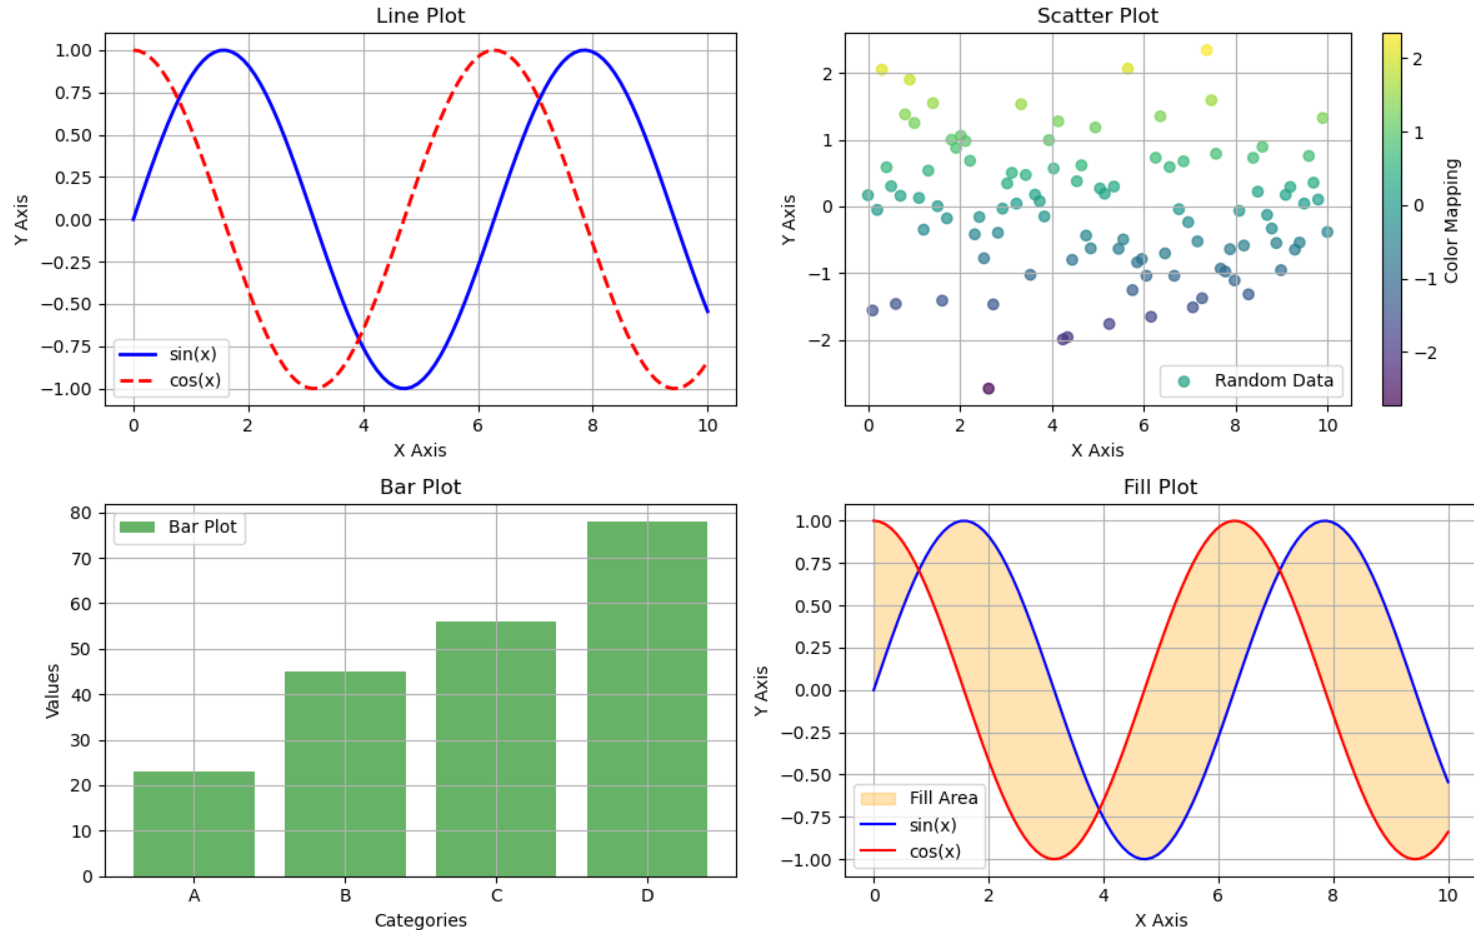 Line Plot
1.00
0.75
0.50
0.25
0.00
−0.25
−0.50
−0.75
−1.00
Y Axis
sin(x)
cos(x)
0 2 4 6 8 10
X Axis
Scatter Plot
2
1
0
−1
−2
Y Axis
Random Data
0 2 4 6 8 10
X Axis
2
1
0
−1
−2
Color Mapping
Bar Plot
80
70
60
50
40
30
20
10
0
Values
Bar Plot
A B C D
Categories
Fill Plot
1.00
0.75
0.50
0.25
0.00
−0.25
−0.50
−0.75
−1.00
Y Axis
Fill Area
sin(x)
cos(x)
0 2 4 6 8 10
X Axis